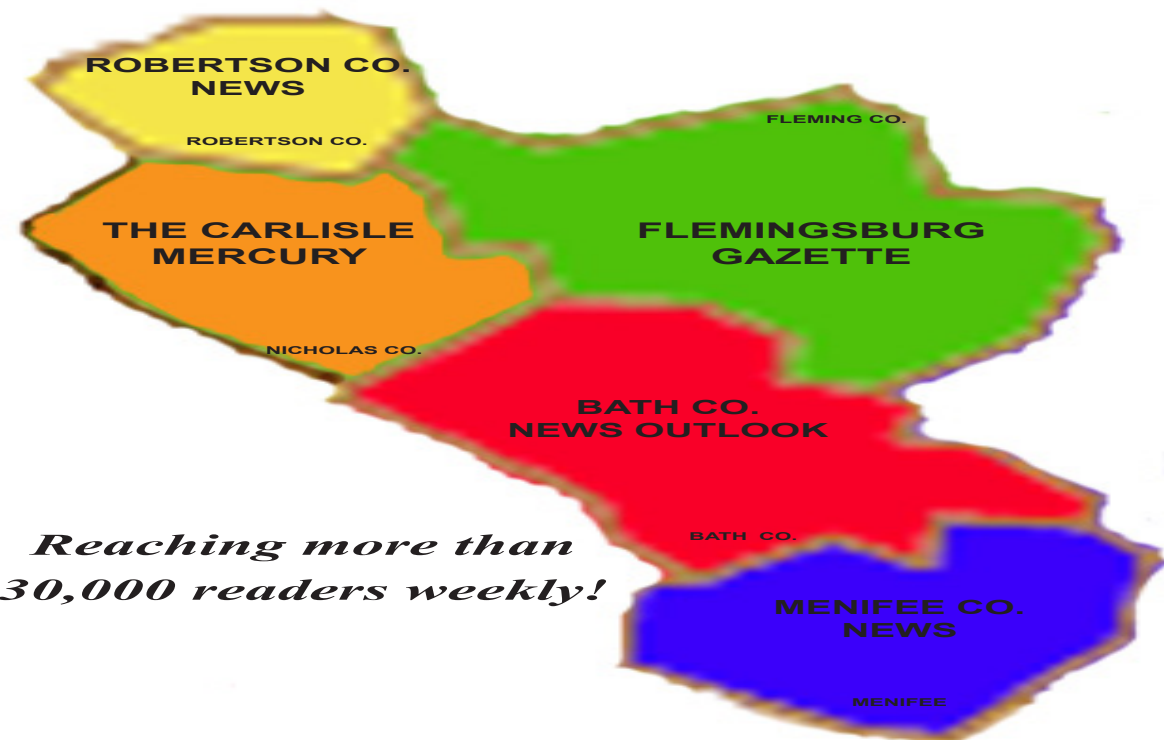 ROBERTSON CO.
NEWS
ROBERTSON CO.
FLEMING CO.
THE CARLISLE
MERCURY
FLEMINGSBURG
GAZETTE
NICHOLAS CO.
BATH CO.
NEWS OUTLOOK
BATH CO.
Reaching more than
30,000 readers weekly!
MENIFEE CO.
NEWS
MENIFEE